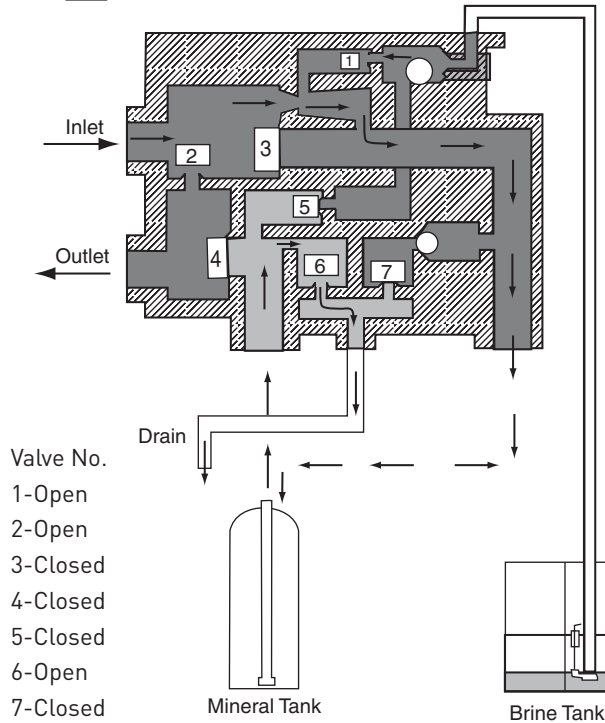 1
Inlet
2
3
5
Outlet
4
6
7
Drain
Valve No.
1-Open
2-Open
3-Closed
4-Closed
5-Closed
6-Open
7-Closed
Mineral Tank
Brine Tank